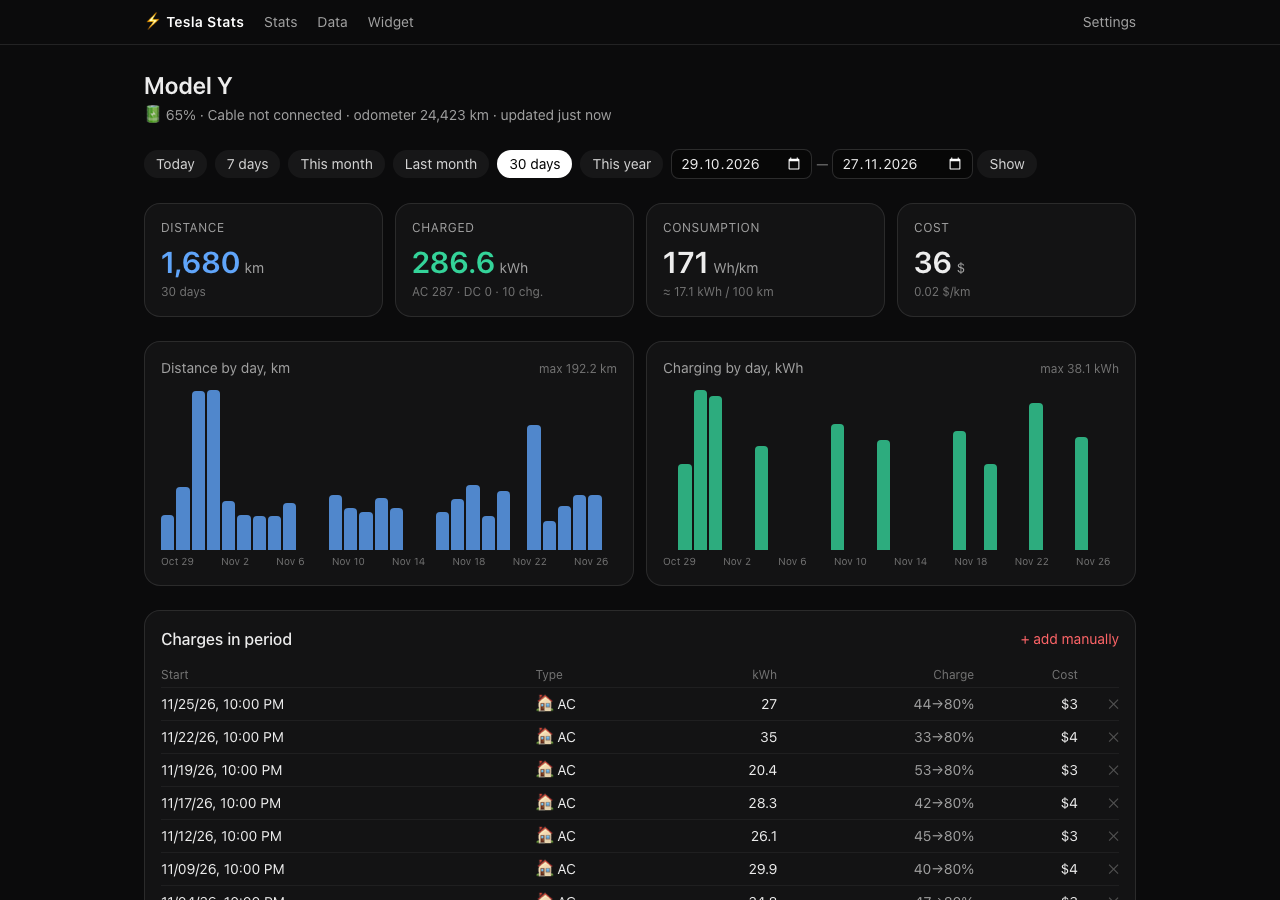 ⚡ Tesla Stats Stats Data Widget Settings
Model Y
65% · Cable not connected · odometer 24,423 km · updated just now
Today 7 days This month Last month 30 days This year 29.10.2026 — 27.11.2026 Show
DISTANCE CHARGED CONSUMPTION COST
1,680 km 286.6 kWh 171 Wh/km 36 $
30 days AC 287 · DC 0 · 10 chg. ≈ 17.1 kWh / 100 km 0.02 $/km
Distance by day, km max 192.2 km Charging by day, kWh max 38.1 kWh
Oct 29 Nov 2 Nov 6 Nov 10 Nov 14 Nov 18 Nov 22 Nov 26 Oct 29 Nov 2 Nov 6 Nov 10 Nov 14 Nov 18 Nov 22 Nov 26
Charges in period + add manually
Start Type kWh Charge Cost
11/25/26, 10:00 PM AC 27 44→80% $3 ×
11/22/26, 10:00 PM AC 35 33→80% $4 ×
11/19/26, 10:00 PM AC 20.4 53→80% $3 ×
11/17/26, 10:00 PM AC 28.3 42→80% $4 ×
11/12/26, 10:00 PM AC 26.1 45→80% $3 ×
11/09/26, 10:00 PM AC 29.9 40→80% $4 ×